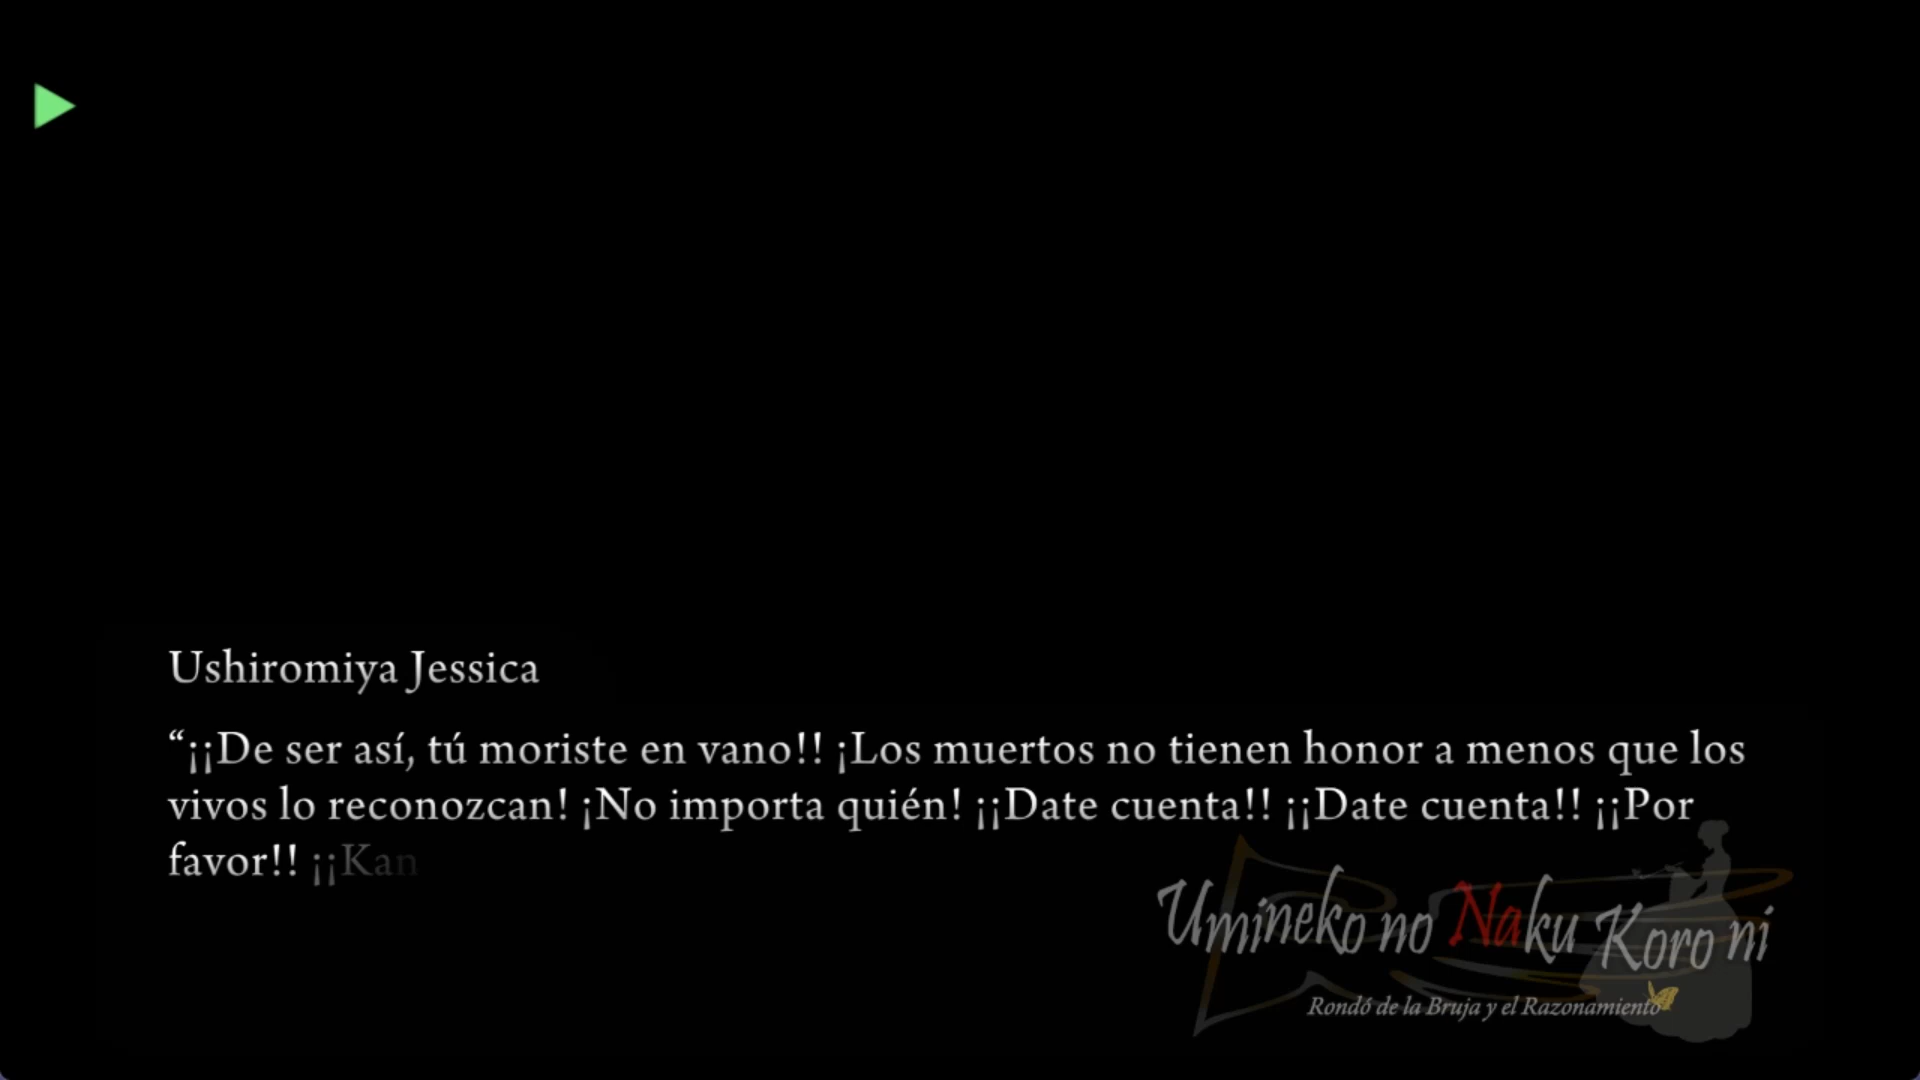 Ushiromiya Jessica
“¡¡De ser así, tú moriste en vano!! ¡Los muertos no tienen honor a menos que los
vivos lo reconozcan! ¡No importa quién! ¡¡Date cuenta!! ¡¡Date cuenta!! ¡¡Por
favor!! ¡¡Kan
Umineko no Naku Koro ni
Rondó de la Bruja y el Razonamiento